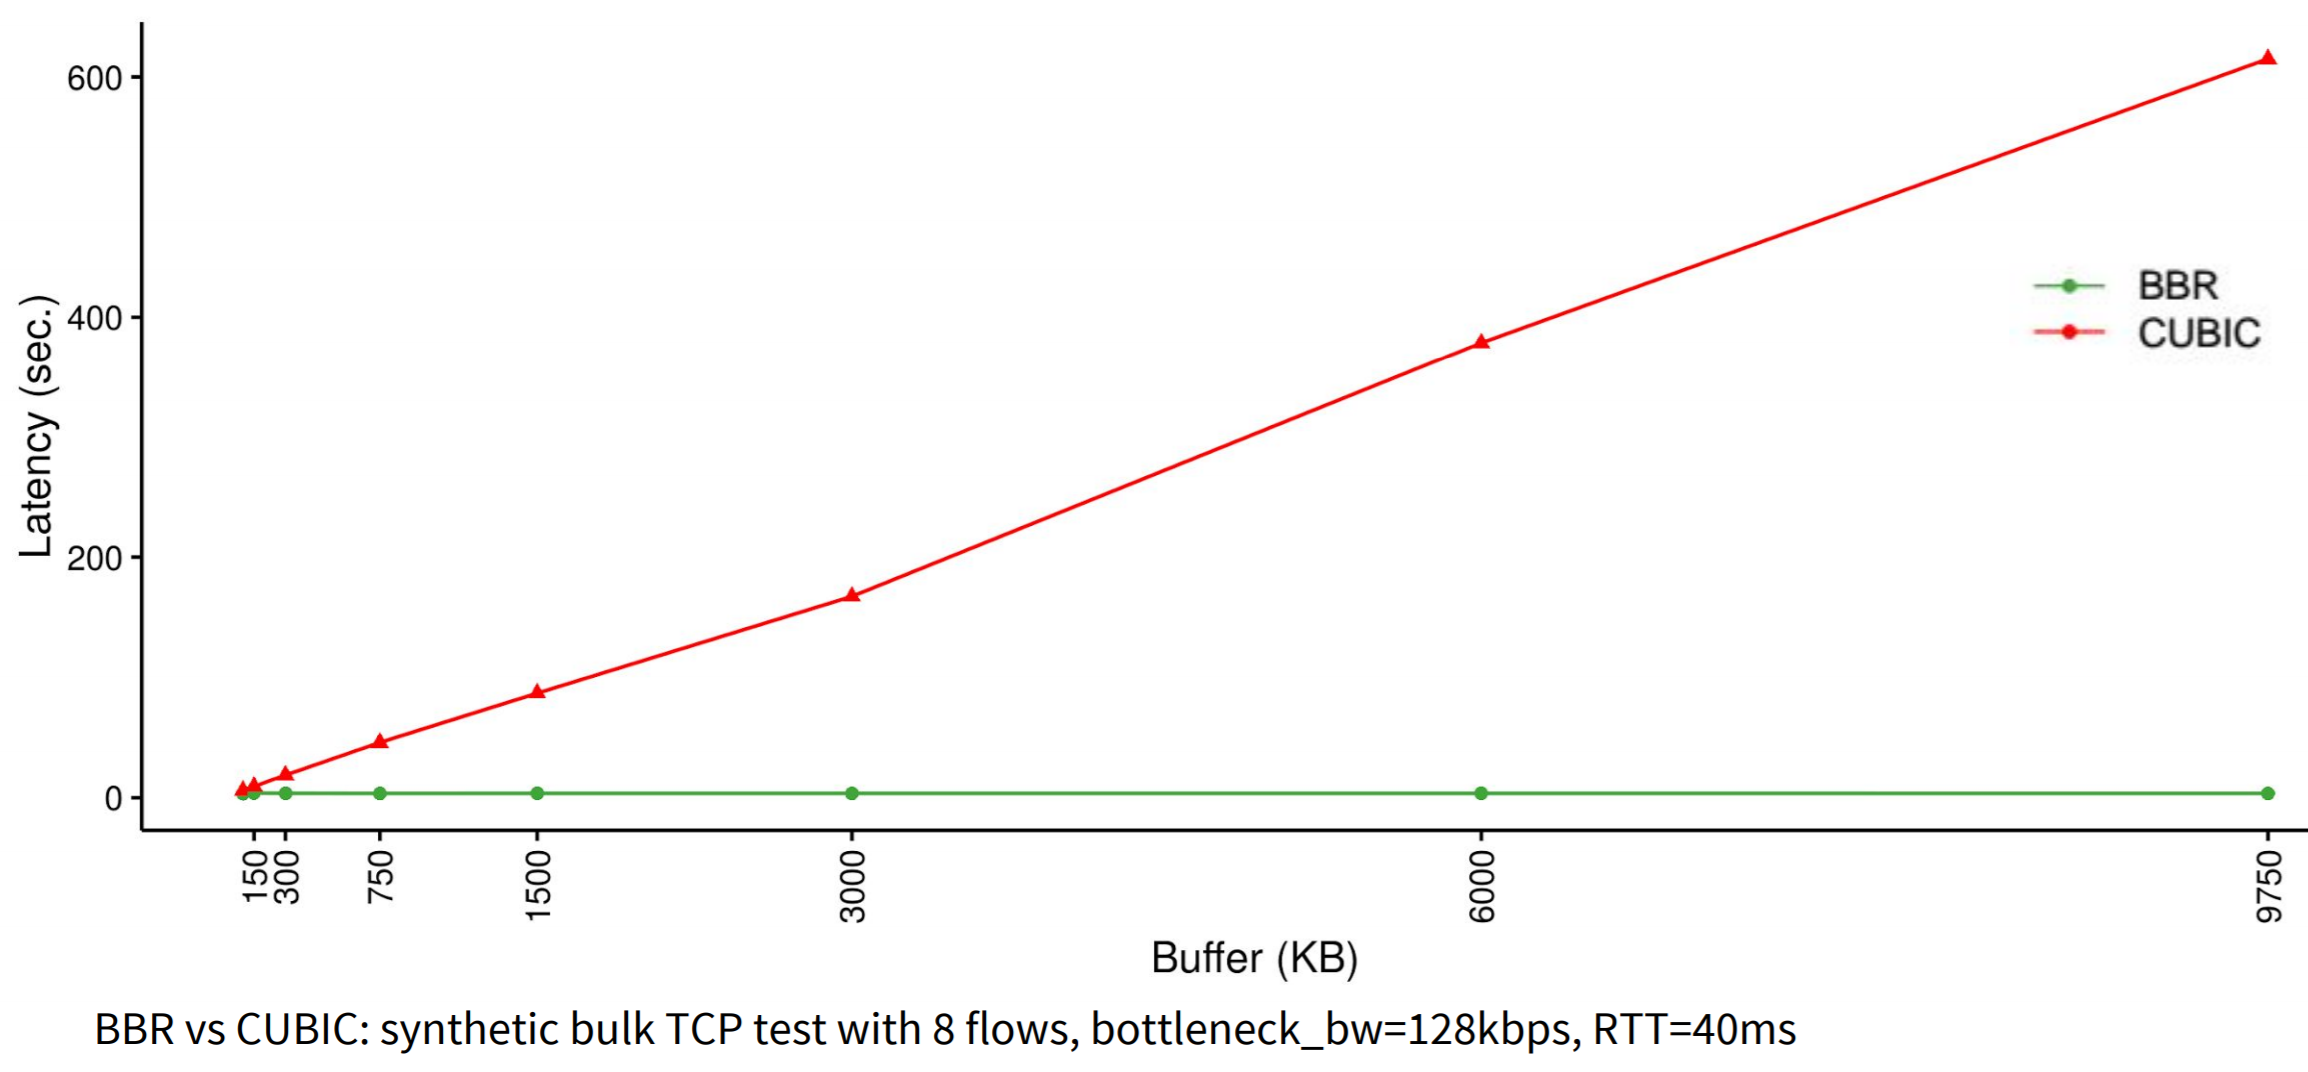 600
400
200
0
Latency (sec.)
BBR
CUBIC
150
300
750
1500
3000
6000
9750
Buffer (KB)
BBR vs CUBIC: synthetic bulk TCP test with 8 flows, bottleneck_bw=128kbps, RTT=40ms